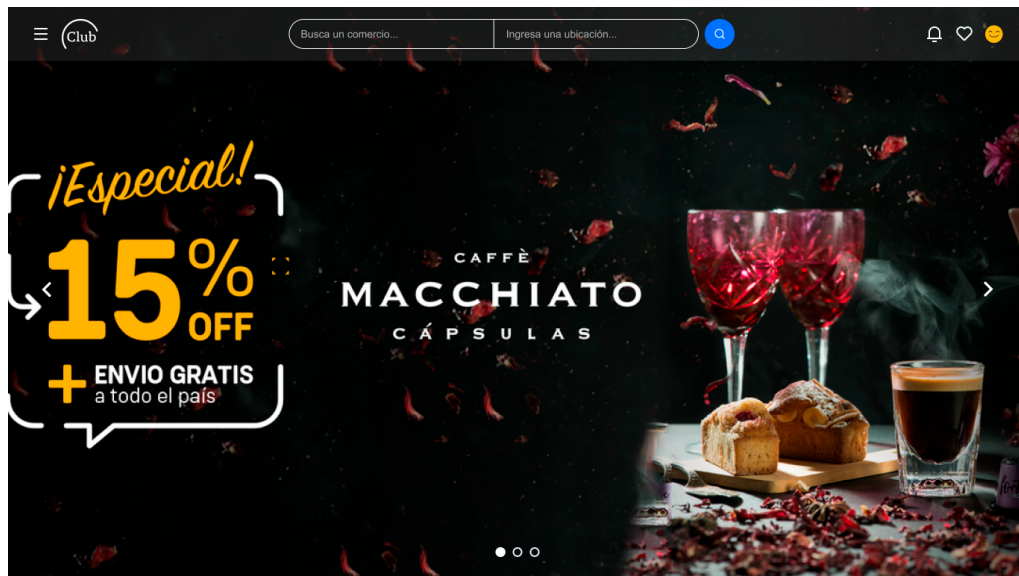 Club
Busca un comercio...
Ingresa una ubicación...
¡Especial!
15% OFF
+ ENVIO GRATIS
a todo el país
CAFFÈ
MACCHIATO
CÁPSULAS